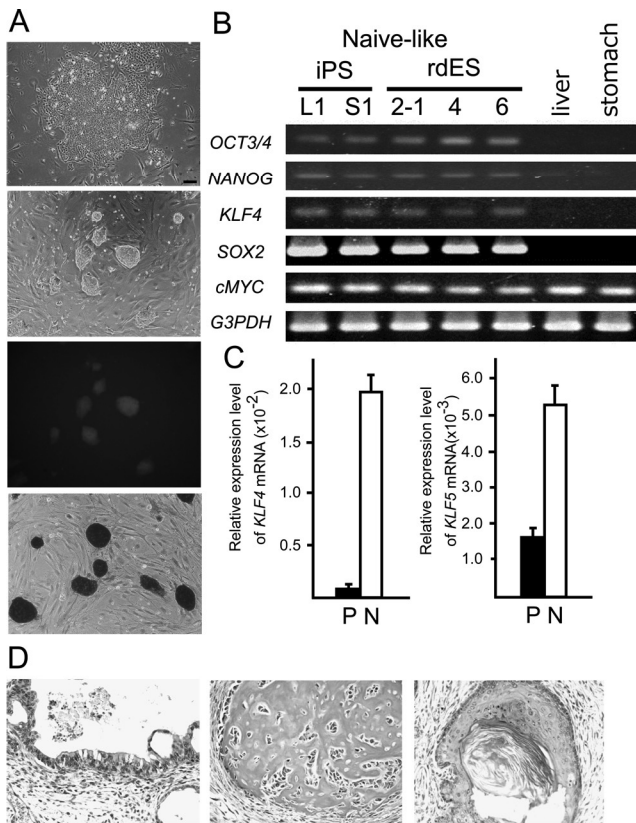 A
B
Naive-like
iPS
rdES
L1 S1 2-1 4 6 liver stomach
OCT3/4
NANOG
KLF4
SOX2
cMYC
G3PDH
C
Relative expression level
of KLF4 mRNA (x10-2)
2.0
1.5
1.0
0.5
P N
Relative expression level
of KLF5 mRNA(x10-3)
6.0
5.0
4.0
3.0
2.0
1.0
P N
D